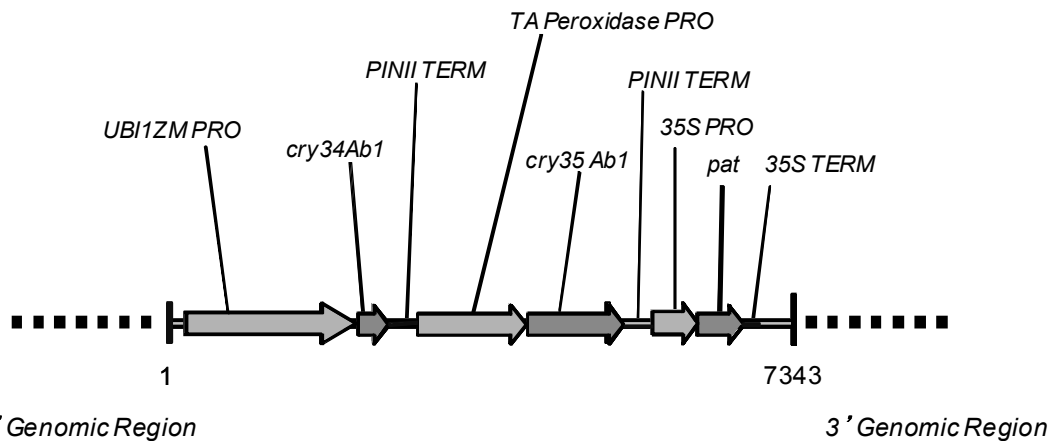 TA Peroxidase PRO
PINII TERM
PINII TERM
UBI1ZM PRO
cry34Ab1
cry35 Ab1
35S PRO
pat
35S TERM
1
7343
' Genomic Region
3' Genomic Region